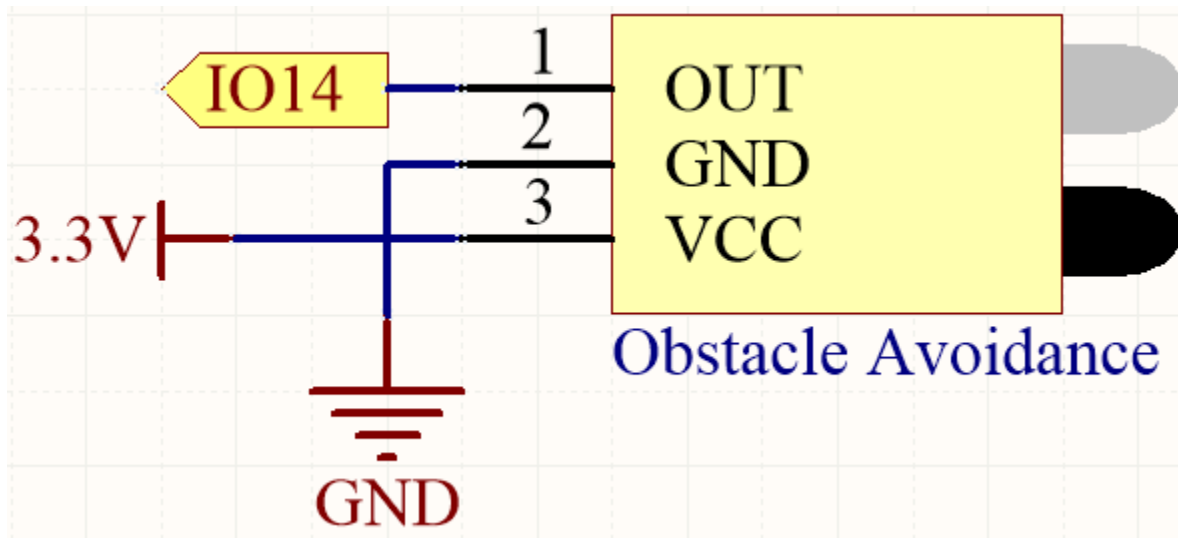 1
IO14
OUT
2
GND
3
3.3V
VCC
Obstacle Avoidance
GND